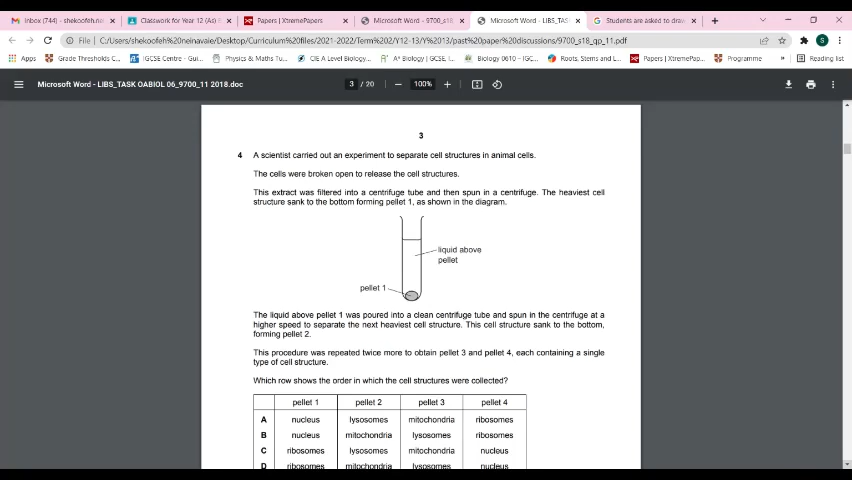 inbox (744) - shekoofeh.no
Classwork for Year 12 (As) E
Papers | XtremePapers
Microsoft Word - 9700_s18
Microsoft Word - LIBS_TASK
Students are asked to draw
File | C:/Users/shekoofeh%20neinavaie/Desktop/Curriculum%20files/2021-2022/Term%202/Y12-13/Y%2013/past%20paper%20discussions/9700_s18_qp_11.pdf
Apps
Grade Thresholds C...
IGCSE Centre - Gui...
Physics & Maths Tu...
CIE A Level Biology...
A* Biology | GCSE, I...
Biology 0610 – IGC...
Roots, Stems and L...
Papers | XtremePap...
Programme
Reading list
Microsoft Word - LIBS_TASK OABIOL 06_9700_11 2018.doc
3 / 20
100%
3
4 A scientist carried out an experiment to separate cell structures in animal cells.
The cells were broken open to release the cell structures.
This extract was filtered into a centrifuge tube and then spun in a centrifuge. The heaviest cell
structure sank to the bottom forming pellet 1, as shown in the diagram.
liquid above
pellet
pellet 1
The liquid above pellet 1 was poured into a clean centrifuge tube and spun in the centrifuge at a
higher speed to separate the next heaviest cell structure. This cell structure sank to the bottom,
forming pellet 2.
This procedure was repeated twice more to obtain pellet 3 and pellet 4, each containing a single
type of cell structure.
Which row shows the order in which the cell structures were collected?
pellet 1 pellet 2 pellet 3 pellet 4
A nucleus lysosomes mitochondria ribosomes
B nucleus mitochondria lysosomes ribosomes
C ribosomes lysosomes mitochondria nucleus
D ribosomes mitochondria lysosomes nucleus